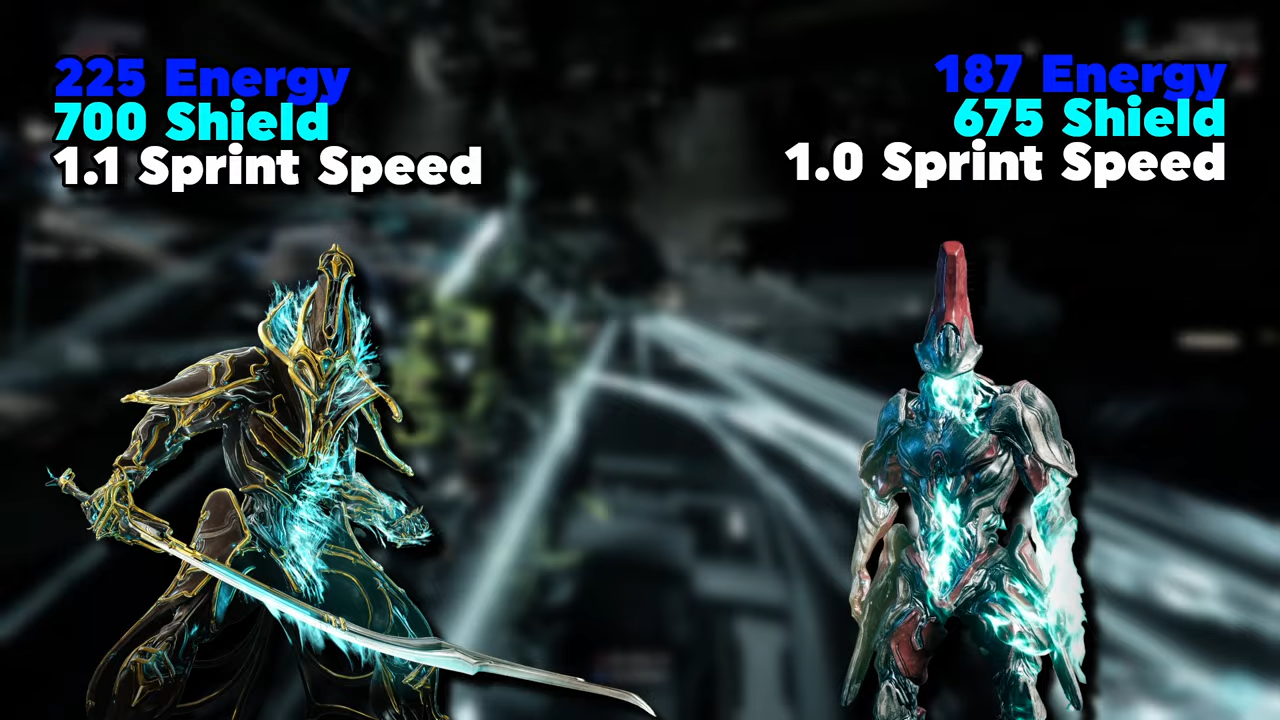 225 Energy
700 Shield
1.1 Sprint Speed
187 Energy
675 Shield
1.0 Sprint Speed